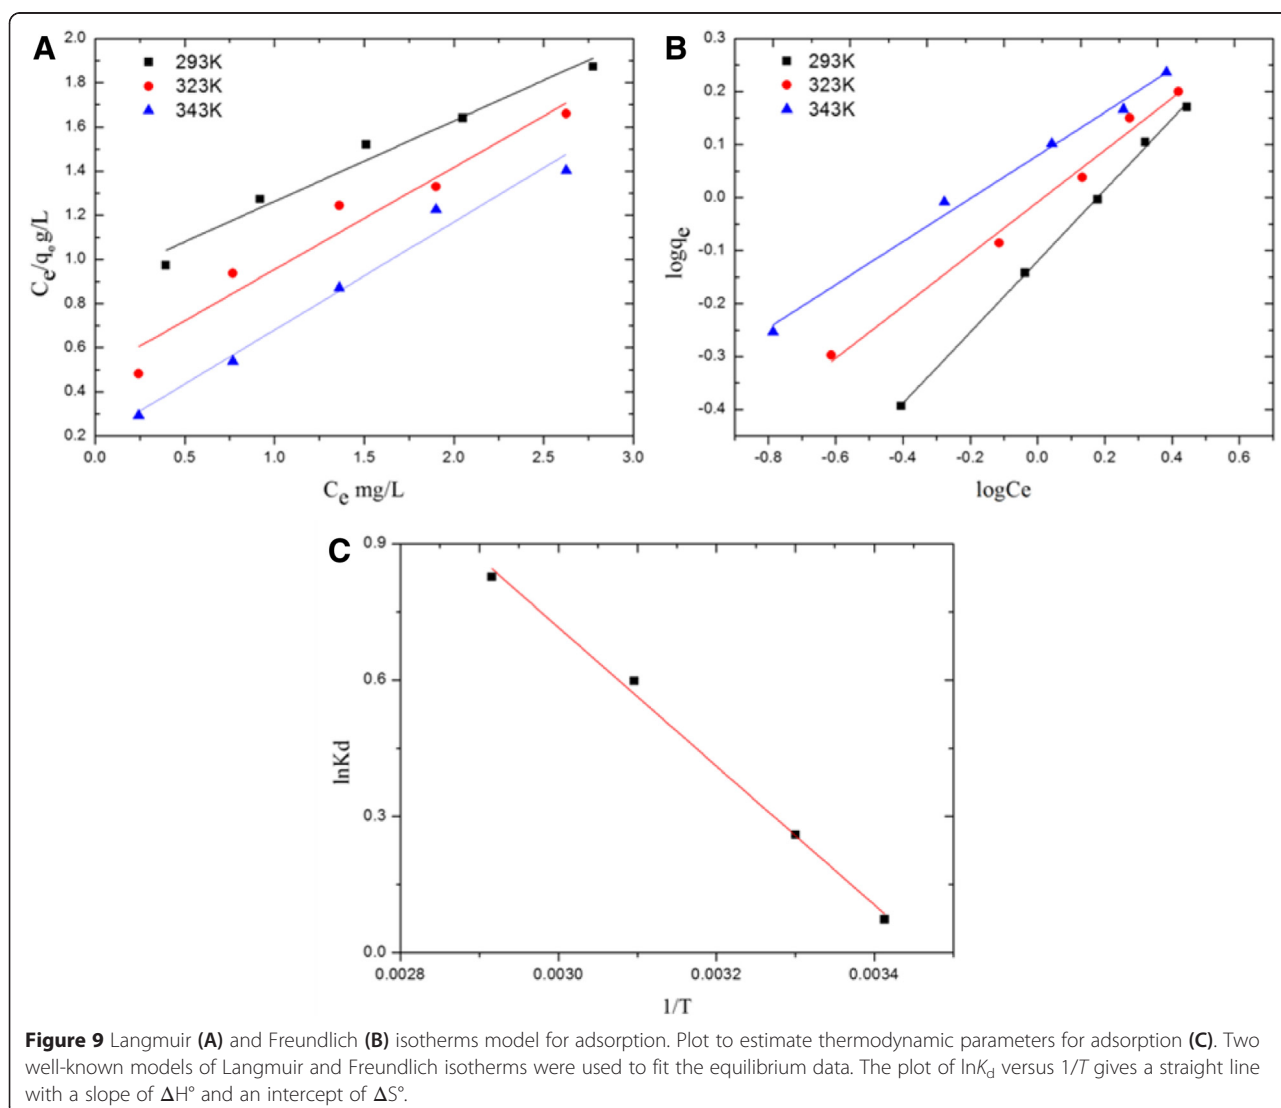 A
B
2.0
1.8
1.6
1.4
1.2
1.0
0.8
0.6
0.4
0.2
Ce/qe g/L
293K
323K
343K
0.0 0.5 1.0 1.5 2.0 2.5 3.0
Ce mg/L
0.3
0.2
0.1
0.0
-0.1
-0.2
-0.3
-0.4
logqe
293K
323K
343K
-0.8 -0.6 -0.4 -0.2 0.0 0.2 0.4 0.6
logCe
C
0.9
0.6
0.3
0.0
lnKd
0.0028 0.0030 0.0032 0.0034
1/T
Figure 9 Langmuir (A) and Freundlich (B) isotherms model for adsorption. Plot to estimate thermodynamic parameters for adsorption (C). Two
well-known models of Langmuir and Freundlich isotherms were used to fit the equilibrium data. The plot of lnKd versus 1/T gives a straight line
with a slope of ΔH° and an intercept of ΔS°.